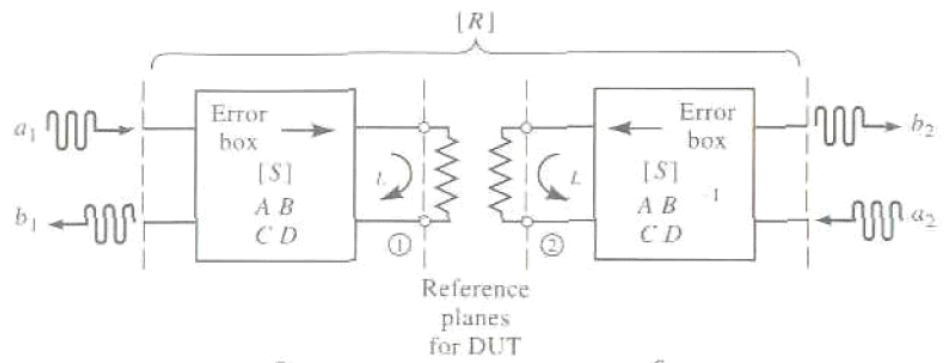 [R]
a1
b1
Error
box
[S]
A B
C D
L
①
Reference
planes
for DUT
②
L
Error
box
[S]
A B -1
C D
b2
a2